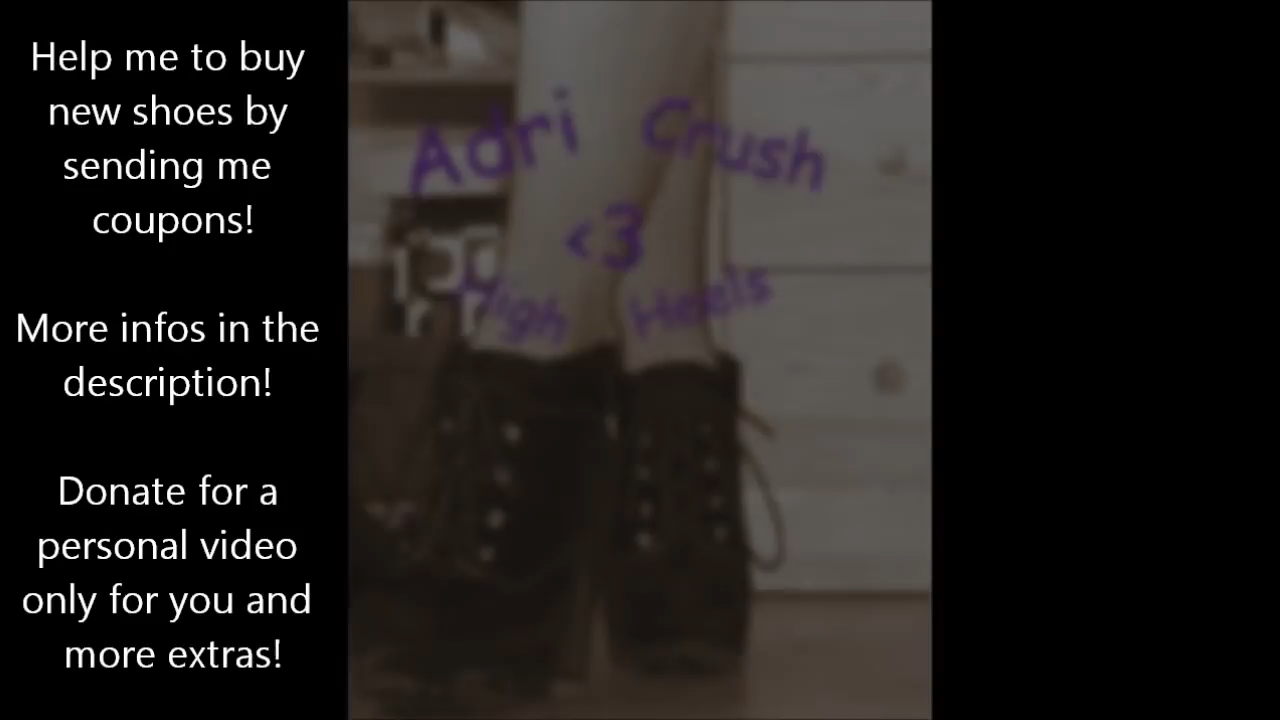 Help me to buy
new shoes by
sending me
coupons!
More infos in the
description!
Donate for a
personal video
only for you and
more extras!
Adri Crush
<3
High Heels